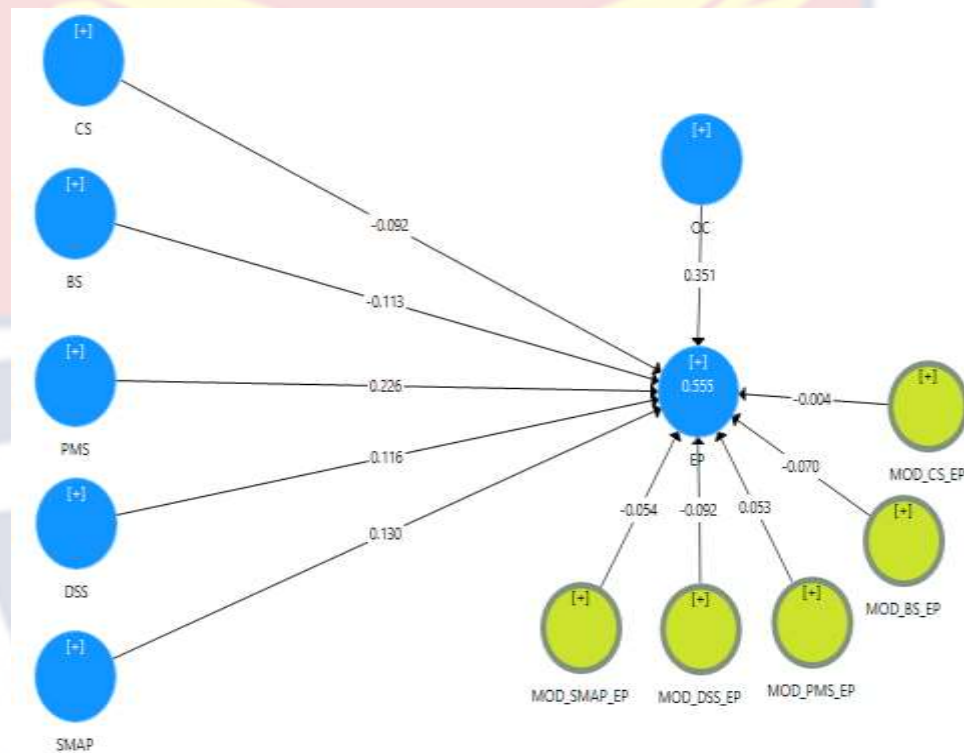 [+]
CS
[+]
BS
[+]
PMS
[+]
DSS
[+]
SMAP
-0.092
-0.113
0.226
0.116
0.130
[+]
OC
0.351
[+]
0.555
EP
-0.004
-0.070
0.053
-0.092
-0.054
[+]
MOD_CS_EP
[+]
MOD_BS_EP
[+]
MOD_PMS_EP
[+]
MOD_DSS_EP
[+]
MOD_SMAP_EP